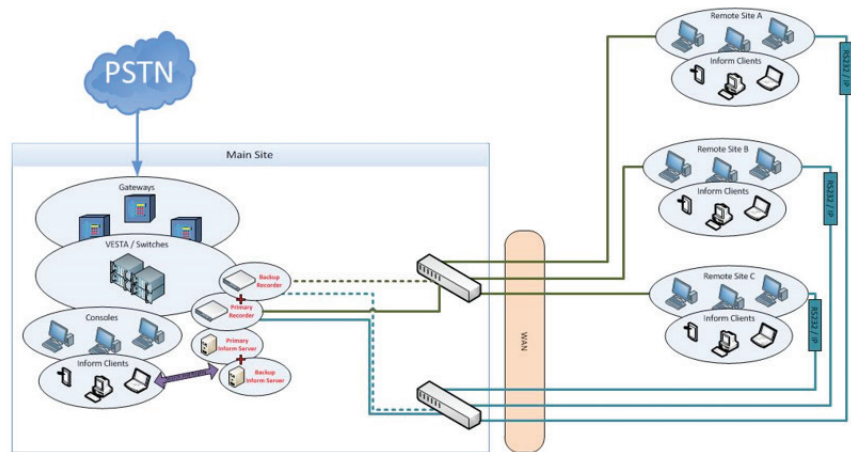 PSTN
Main Site
Gateways
VESTA / Switches
Backup
Recorder
Primary
Recorder
Consoles
Primary
Inform Server
Inform Clients
Backup
Inform Server
WAN
Remote Site A
Inform Clients
RS232 / IP
Remote Site B
Inform Clients
RS232 / IP
Remote Site C
Inform Clients
RS232 / IP